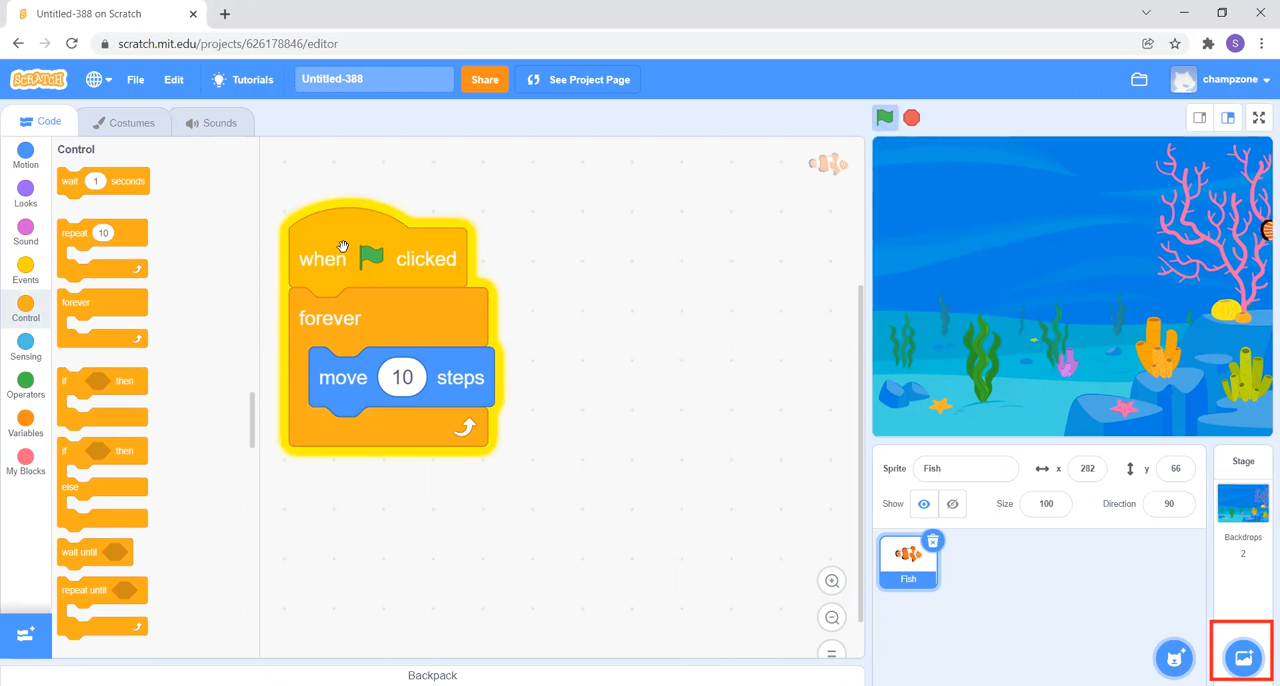 Untitled-388 on Scratch
scratch.mit.edu/projects/626178846/editor
S
SCRATCH
File
Edit
Tutorials
Untitled-388
Share
See Project Page
champzone
Code
Costumes
Sounds
Motion
Looks
Sound
Events
Control
Sensing
Operators
Variables
My Blocks
Control
wait 1 seconds
repeat 10
forever
if then
if then
else
wait until
repeat until
when clicked
forever
move 10 steps
Sprite Fish x 282 y 66
Show Size 100 Direction 90
Fish
Stage
Backdrops
2
Backpack